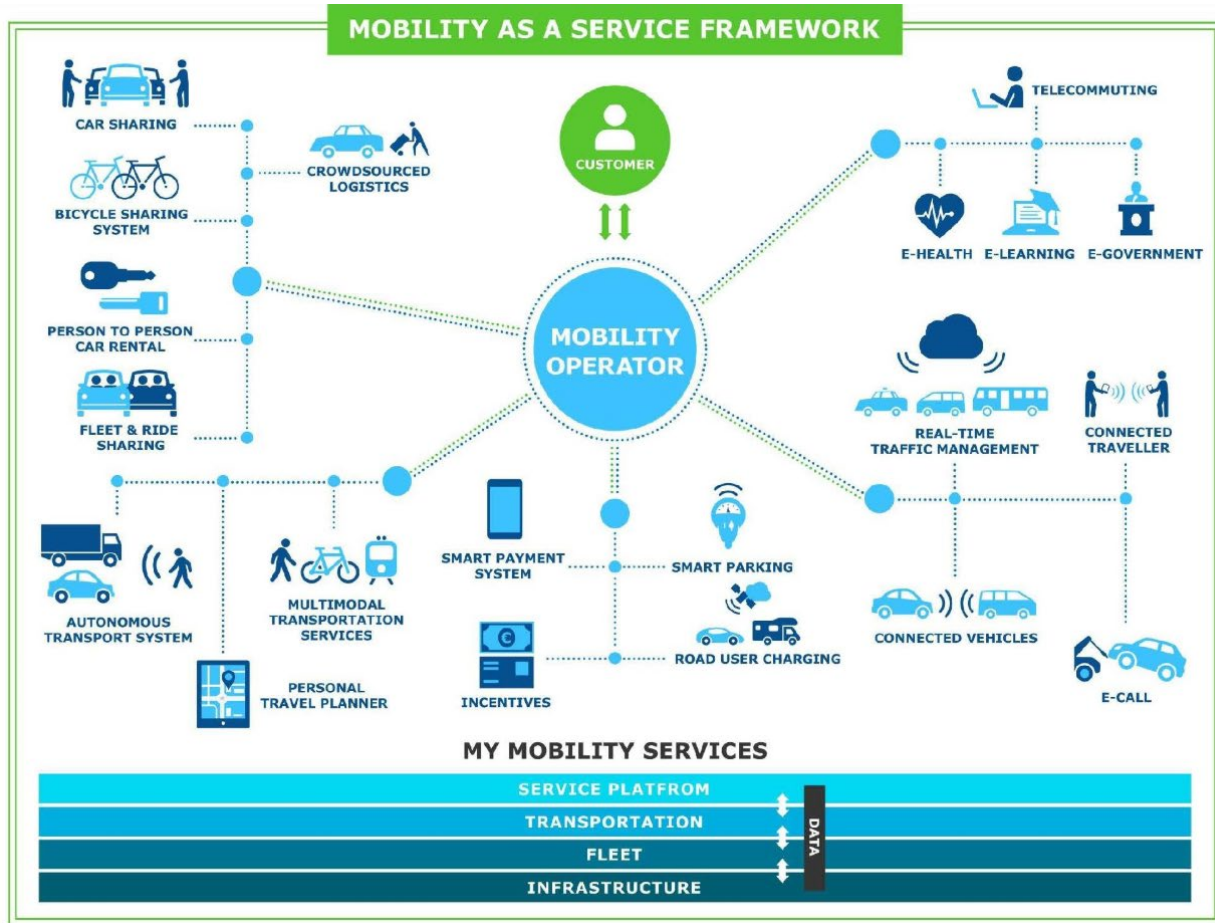 MOBILITY AS A SERVICE FRAMEWORK
CAR SHARING
CROWDSOURCED
LOGISTICS
BICYCLE SHARING
SYSTEM
PERSON TO PERSON
CAR RENTAL
FLEET & RIDE
SHARING
CUSTOMER
MOBILITY
OPERATOR
TELECOMMUTING
E-HEALTH
E-LEARNING
E-GOVERNMENT
REAL-TIME
TRAFFIC MANAGEMENT
CONNECTED
TRAVELLER
CONNECTED VEHICLES
E-CALL
AUTONOMOUS
TRANSPORT SYSTEM
MULTIMODAL
TRANSPORTATION
SERVICES
PERSONAL
TRAVEL PLANNER
SMART PAYMENT
SYSTEM
SMART PARKING
INCENTIVES
ROAD USER CHARGING
MY MOBILITY SERVICES
SERVICE PLATFROM
TRANSPORTATION
FLEET
INFRASTRUCTURE
DATA